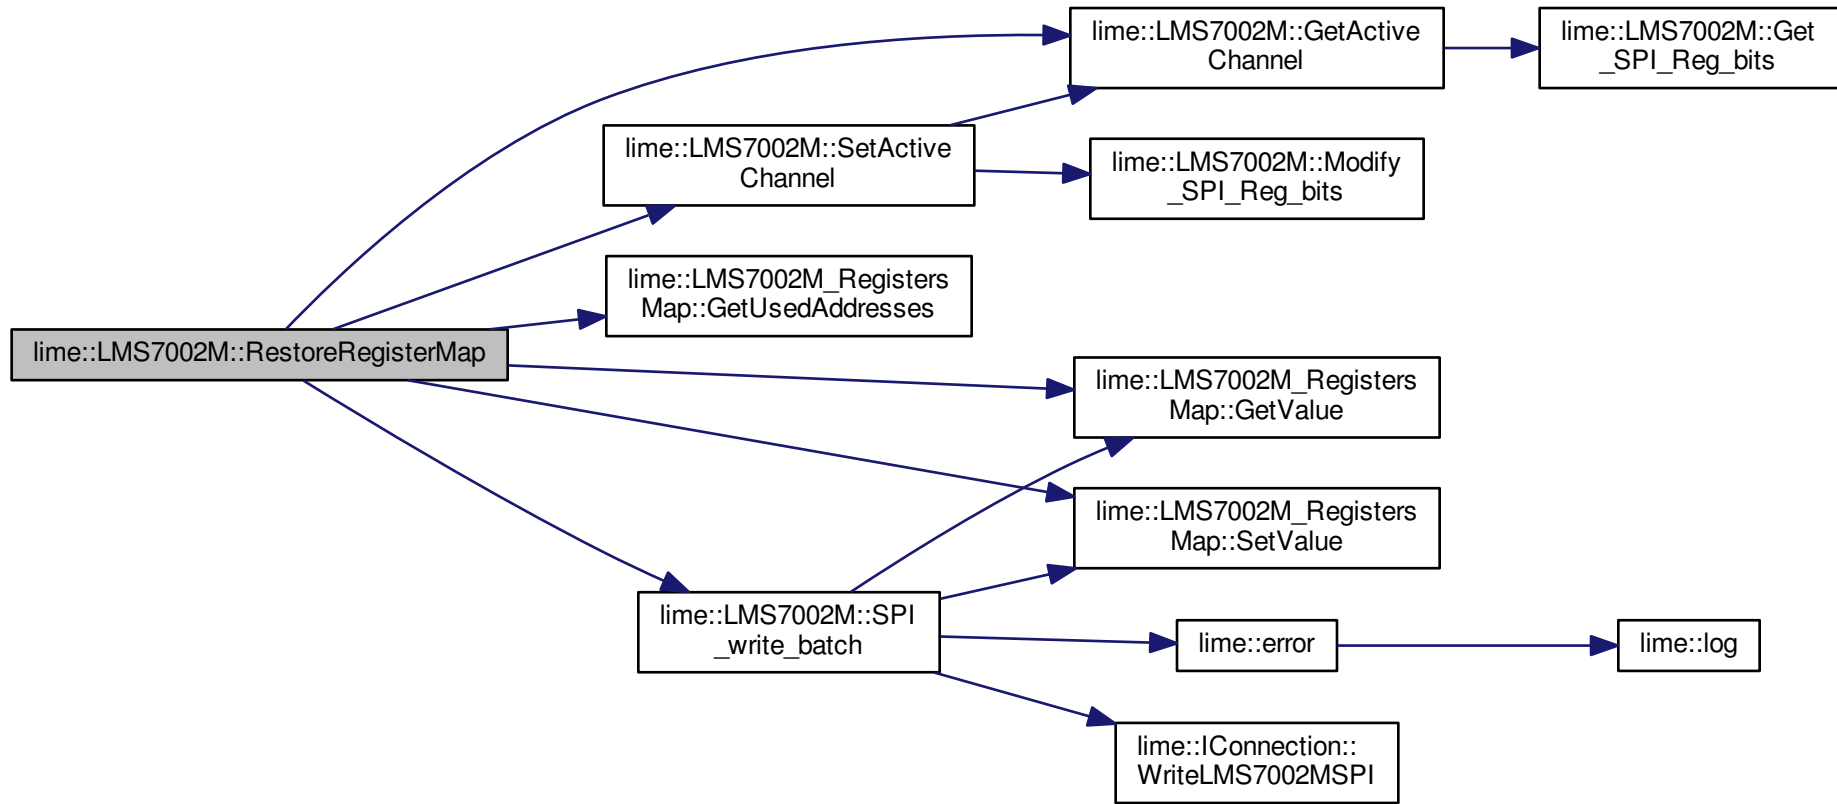 lime::LMS7002M::RestoreRegisterMap
lime::LMS7002M::GetActive
Channel
lime::LMS7002M::Get
_SPI_Reg_bits
lime::LMS7002M::SetActive
Channel
lime::LMS7002M::Modify
_SPI_Reg_bits
lime::LMS7002M_Registers
Map::GetUsedAddresses
lime::LMS7002M_Registers
Map::GetValue
lime::LMS7002M_Registers
Map::SetValue
lime::LMS7002M::SPI
_write_batch
lime::error
lime::log
lime::IConnection::
WriteLMS7002MSPI